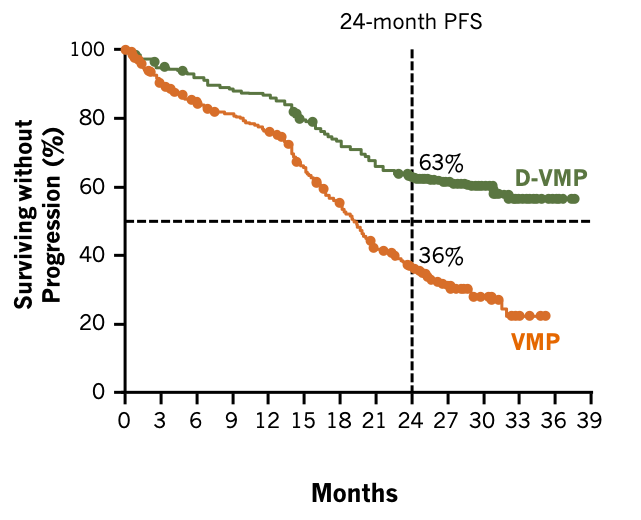 24-month PFS
Surviving without
Progression (%)
100
80
60
40
20
0
63%
D-VMP
36%
VMP
0 3 6 9 12 15 18 21 24 27 30 33 36 39
Months